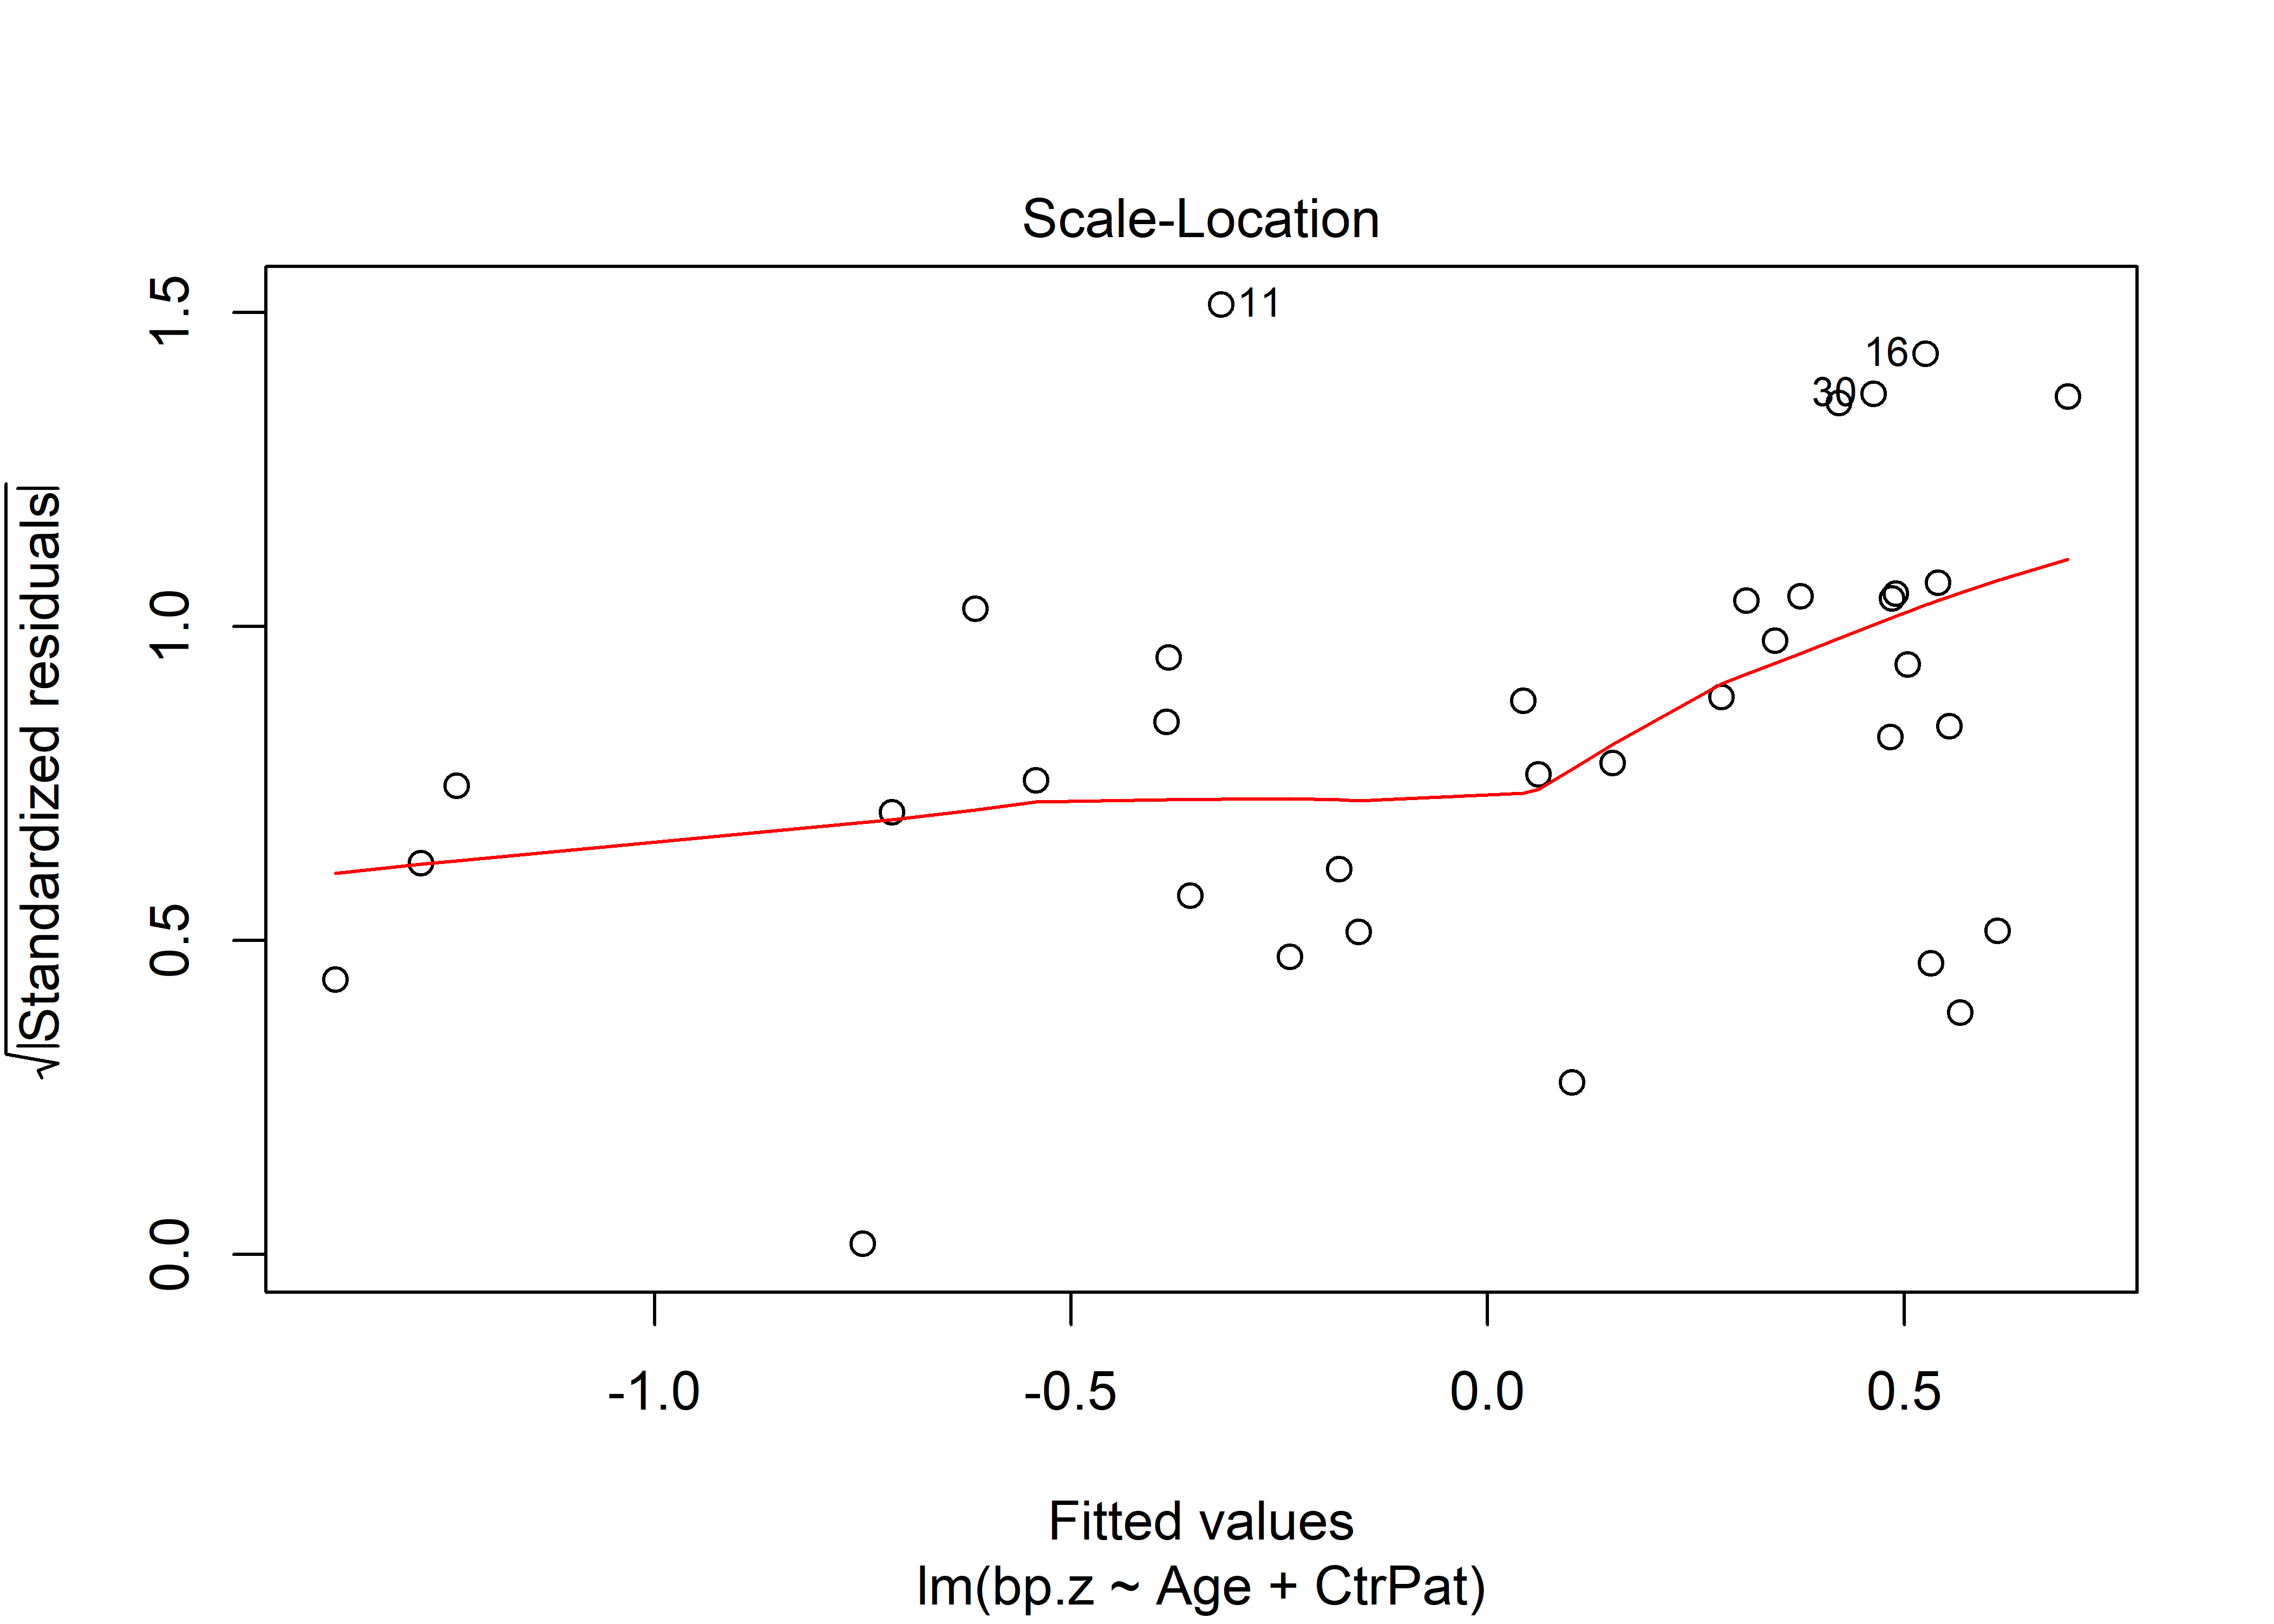 Scale-Location
√|Standardized residuals|
1.5
1.0
0.5
0.0
11
16
30
-1.0 -0.5 0.0 0.5
Fitted values
lm(bp.z ~ Age + CtrPat)